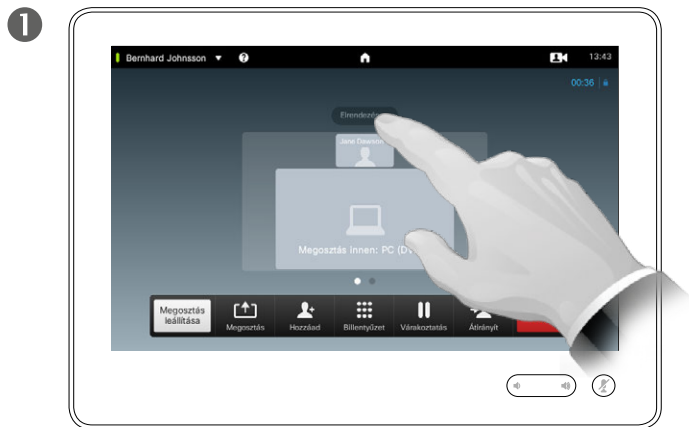 1
Bernhard Johnsson
?
13:43
00:36
Jane Dawson
Megosztás Innen: PC
Megosztás
leállítása
Megosztás
Hozzáad
Billentyűzet
Várakoztatás
Átirányít